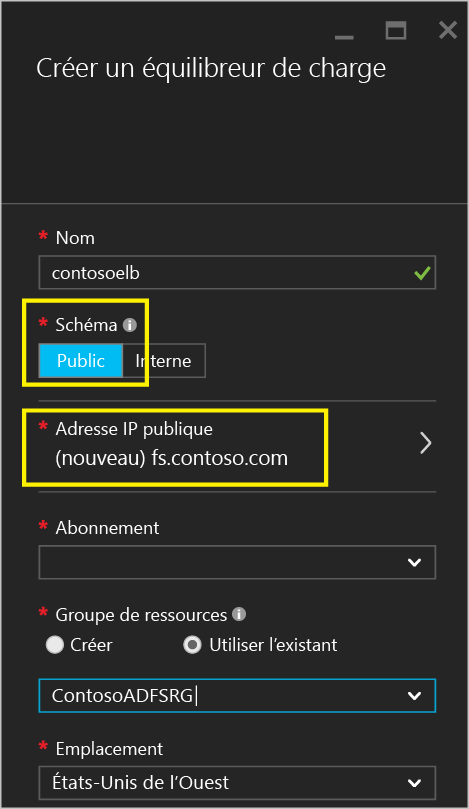 Créer un équilibreur de charge
* Nom
contosoelb
* Schéma
Public Interne
* Adresse IP publique
(nouveau) fs.contoso.com
* Abonnement
* Groupe de ressources
Créer Utiliser l'existant
ContosoADFSRG
* Emplacement
États-Unis de l'Ouest